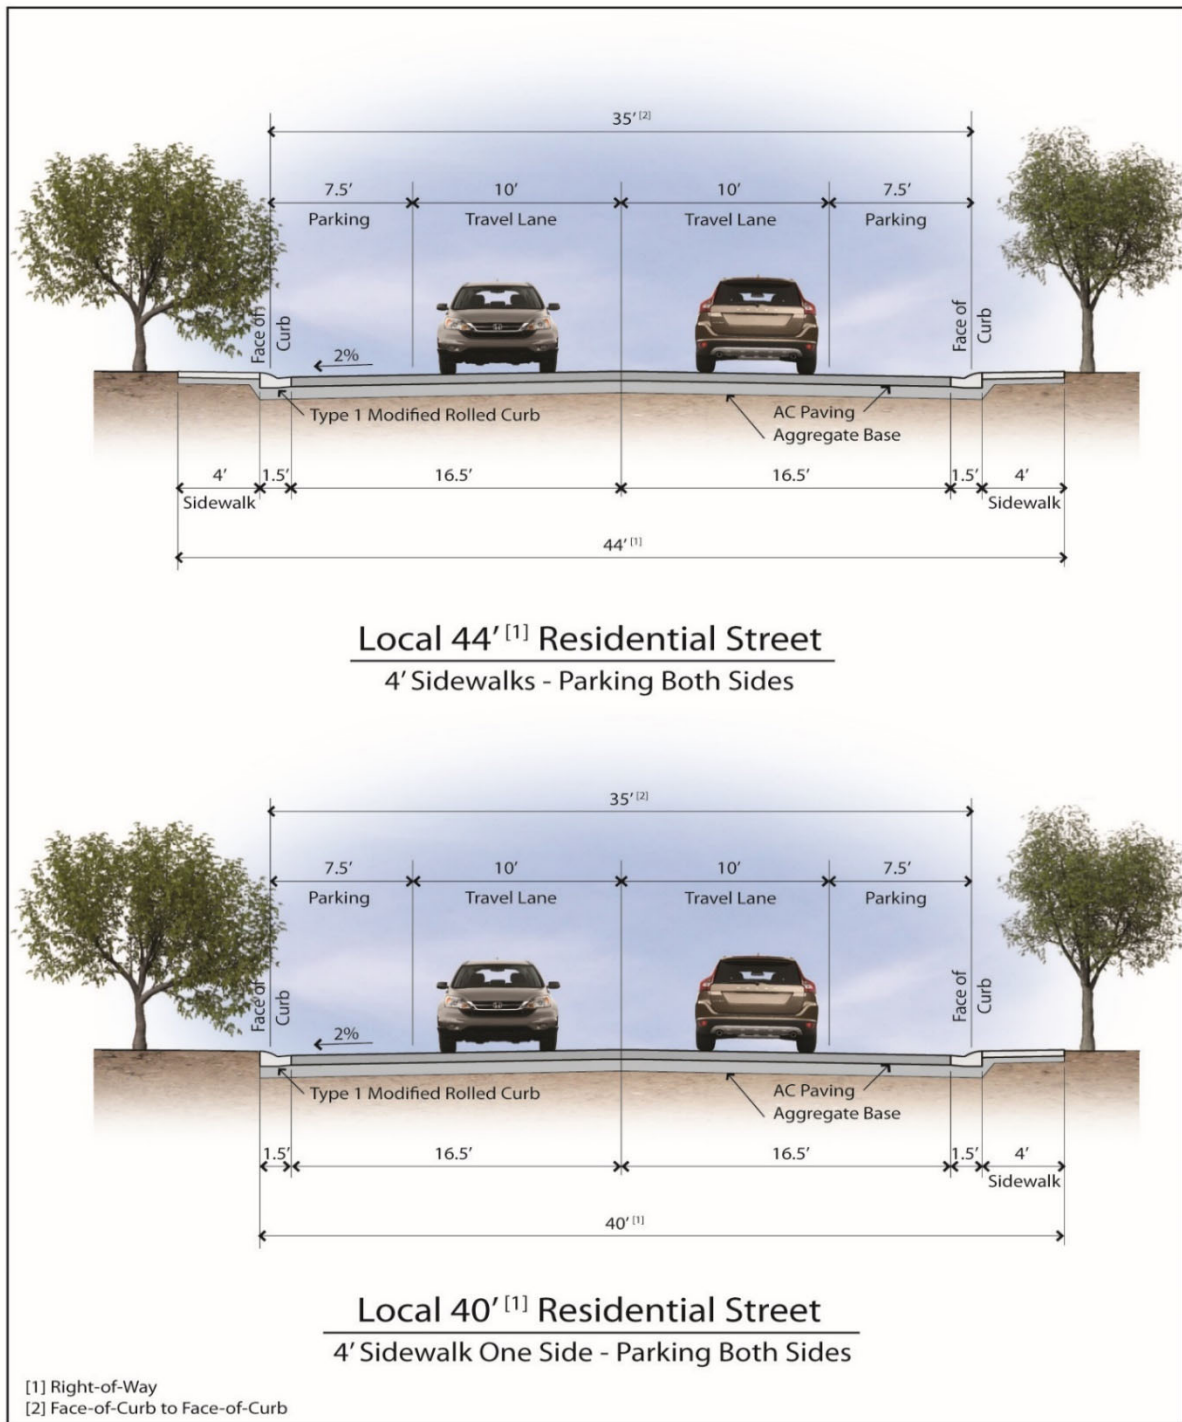 35' [2]
7.5' 10' 10' 7.5'
Parking Travel Lane Travel Lane Parking
Face of
Curb
Face of
Curb
2%
Type 1 Modified Rolled Curb
AC Paving
Aggregate Base
4' 1.5' 16.5' 16.5' 1.5' 4'
Sidewalk Sidewalk
44' [1]
Local 44' [1] Residential Street
4' Sidewalks - Parking Both Sides
35' [2]
7.5' 10' 10' 7.5'
Parking Travel Lane Travel Lane Parking
Face of
Curb
Face of
Curb
2%
Type 1 Modified Rolled Curb
AC Paving
Aggregate Base
1.5' 16.5' 16.5' 1.5' 4'
Sidewalk
40' [1]
Local 40' [1] Residential Street
4' Sidewalk One Side - Parking Both Sides
[1] Right-of-Way
[2] Face-of-Curb to Face-of-Curb